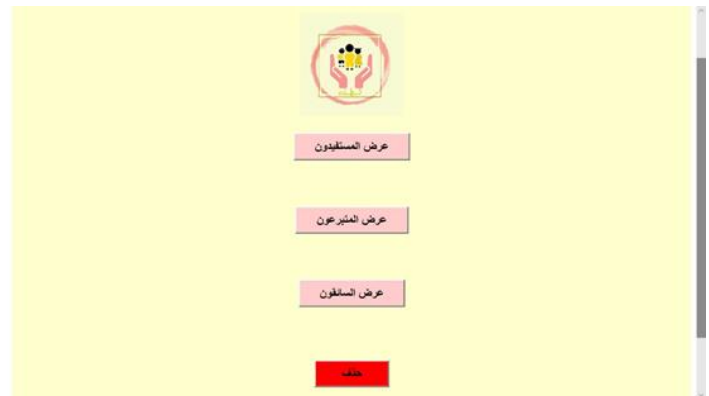 عرض المستفيدون
عرض المتبرعون
عرض السائقون
حذف